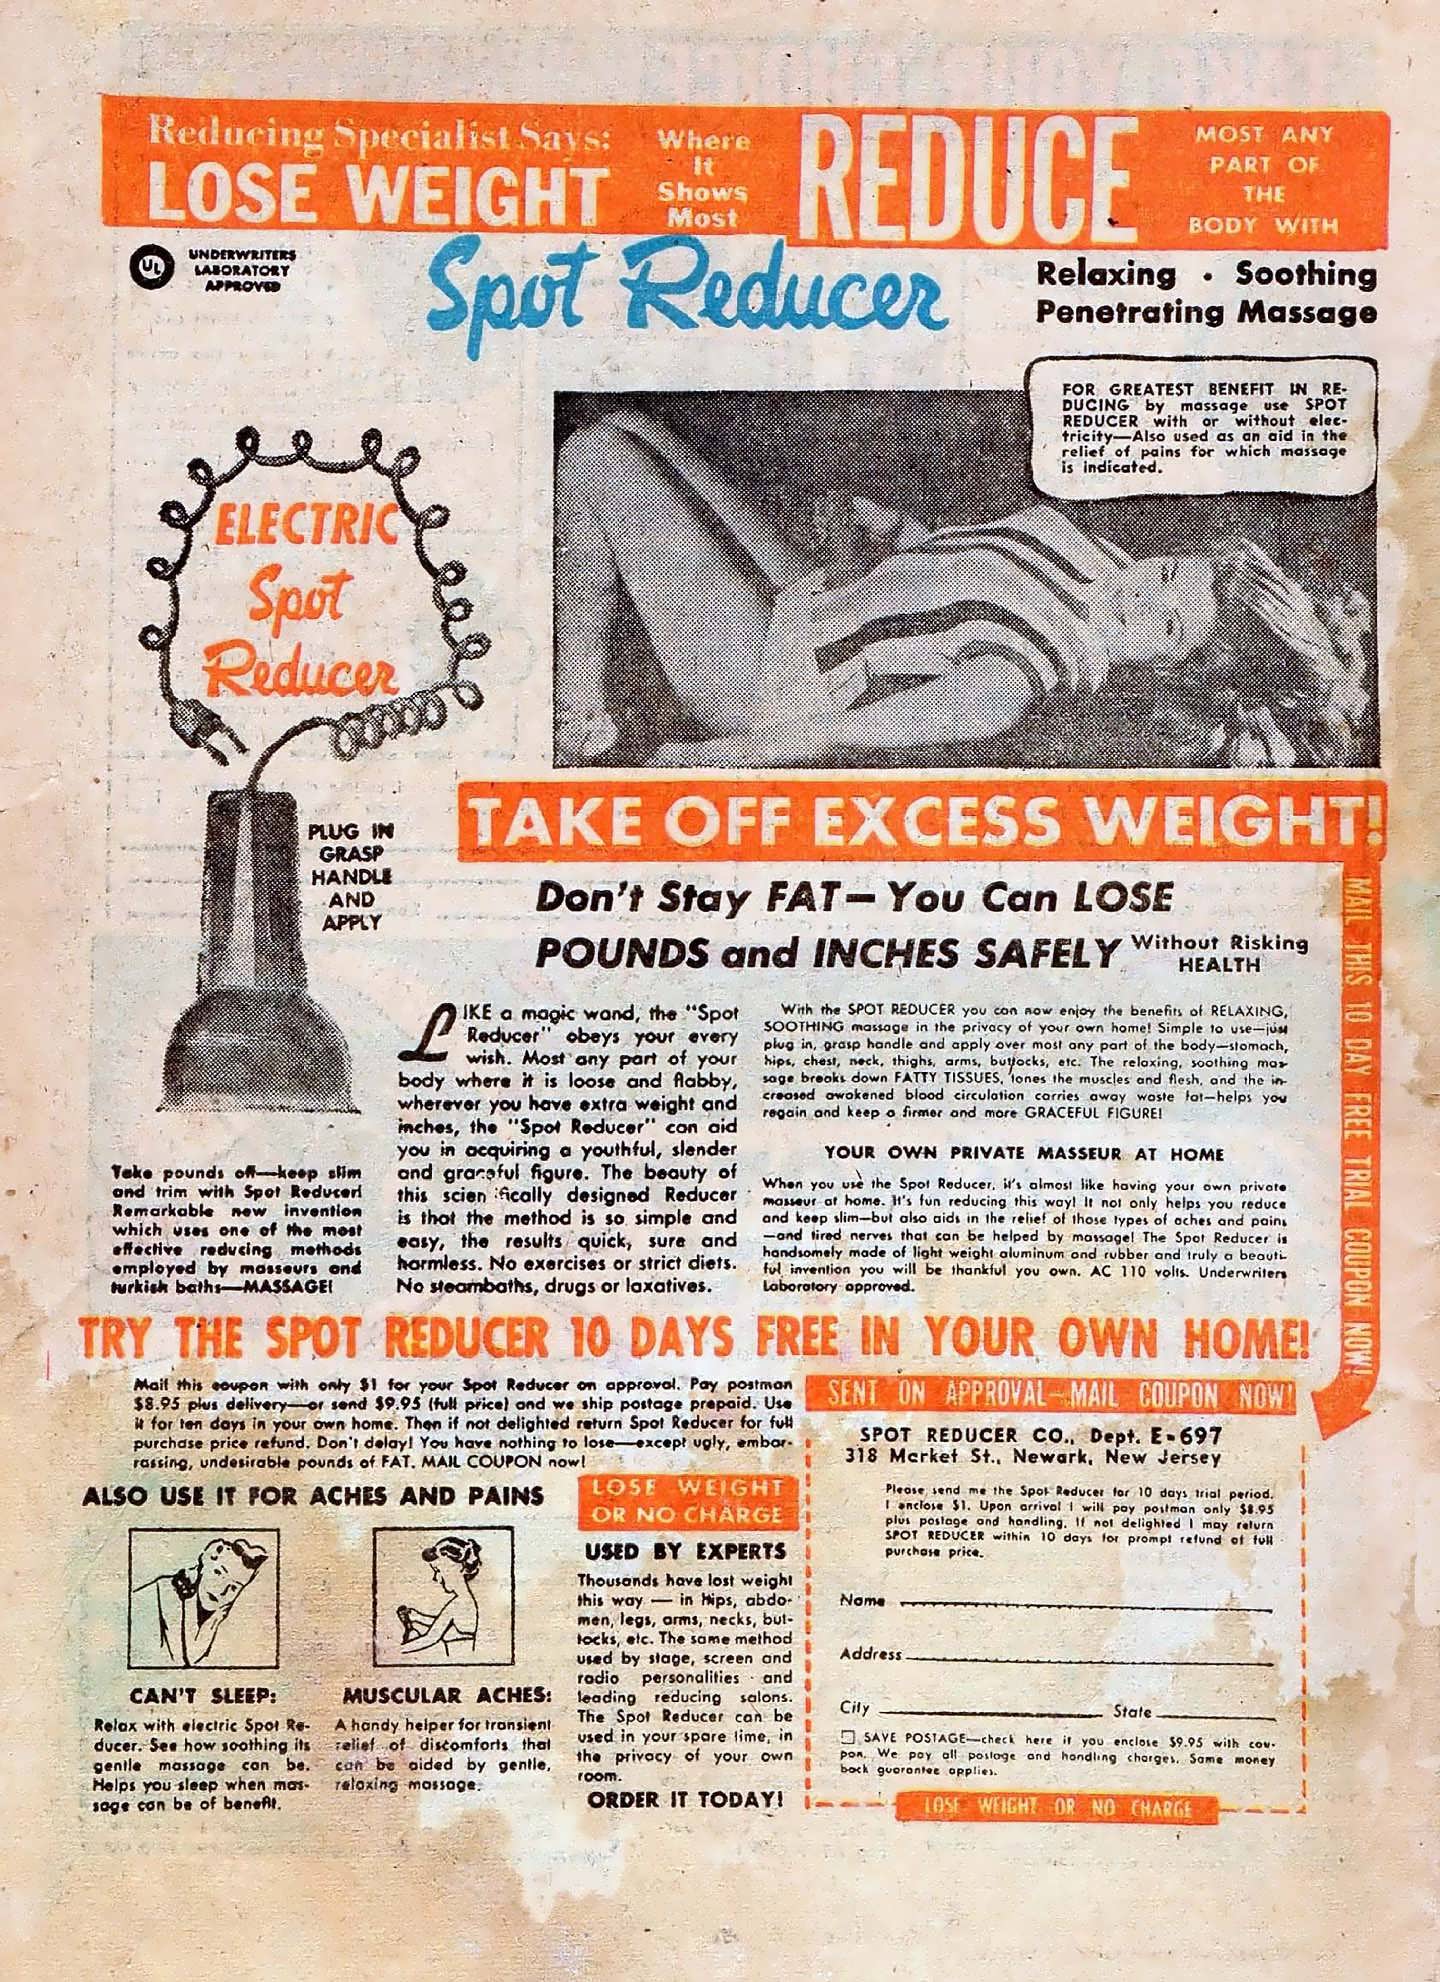 Reducing Specialist Says:
LOSE WEIGHT
Where
It
Shows
Most
REDUCE
MOST ANY
PART OF
THE
BODY WITH
UL
UNDERWRITERS
LABORATORY
APPROVED
Spot Reducer
Relaxing · Soothing
Penetrating Massage
FOR GREATEST BENEFIT IN RE-
DUCING by massage use SPOT
REDUCER with or without elec-
tricity—Also used as an aid in the
relief of pains for which massage
is indicated.
ELECTRIC
Spot
Reducer
PLUG IN
GRASP
HANDLE
AND
APPLY
TAKE OFF EXCESS WEIGHT!
Don't Stay FAT—You Can LOSE
POUNDS and INCHES SAFELY Without Risking
HEALTH
MAIL THIS 10 DAY FREE TRIAL COUPON NOW!
Take pounds off—keep slim
and trim with Spot Reducer!
Remarkable new invention
which uses one of the most
effective reducing methods
employed by masseurs and
turkish baths—MASSAGE!
LIKE a magic wand, the "Spot
Reducer" obeys your every
wish. Most any part of your
body where it is loose and flabby,
wherever you have extra weight and
inches, the "Spot Reducer" can aid
you in acquiring a youthful, slender
and graceful figure. The beauty of
this scientifically designed Reducer
is that the method is so simple and
easy, the results quick, sure and
harmless. No exercises or strict diets.
No steambaths, drugs or laxatives.
With the SPOT REDUCER you can now enjoy the benefits of RELAXING,
SOOTHING massage in the privacy of your own home! Simple to use—just
plug in, grasp handle and apply over most any part of the body—stomach,
hips, chest, neck, thighs, arms, buttocks, etc. The relaxing, soothing mas-
sage breaks down FATTY TISSUES, tones the muscles and flesh, and the in-
creased awakened blood circulation carries away waste fat—helps you
regain and keep a firmer and more GRACEFUL FIGURE!
YOUR OWN PRIVATE MASSEUR AT HOME
When you use the Spot Reducer, it's almost like having your own private
masseur at home. It's fun reducing this way! It not only helps you reduce
and keep slim—but also aids in the relief of those types of aches and pains
—and tired nerves that can be helped by massage! The Spot Reducer is
handsomely made of light weight aluminum and rubber and truly a beauti-
ful invention you will be thankful you own. AC 110 volts. Underwriters
Laboratory approved.
TRY THE SPOT REDUCER 10 DAYS FREE IN YOUR OWN HOME!
Mail this coupon with only $1 for your Spot Reducer on approval. Pay postman
$8.95 plus delivery—or send $9.95 (full price) and we ship postage prepaid. Use
it for ten days in your own home. Then if not delighted return Spot Reducer for full
purchase price refund. Don't delay! You have nothing to lose—except ugly, embar-
rassing, undesirable pounds of FAT. MAIL COUPON now!
ALSO USE IT FOR ACHES AND PAINS
CAN'T SLEEP:
Relax with electric Spot Re-
ducer. See how soothing its
gentle massage can be.
Helps you sleep when mas-
sage can be of benefit.
MUSCULAR ACHES:
A handy helper for transient
relief of discomforts that
can be aided by gentle,
relaxing massage.
LOSE WEIGHT
OR NO CHARGE
USED BY EXPERTS
Thousands have lost weight
this way — in hips, abdo-
men, legs, arms, necks, but-
tocks, etc. The same method
used by stage, screen and
radio personalities and
leading reducing salons.
The Spot Reducer can be
used in your spare time, in
the privacy of your own
room.
ORDER IT TODAY!
SENT ON APPROVAL—MAIL COUPON NOW!
SPOT REDUCER CO., Dept. E-697
318 Market St., Newark, New Jersey
Please send me the Spot Reducer for 10 days trial period.
I enclose $1. Upon arrival I will pay postman only $8.95
plus postage and handling. If not delighted I may return
SPOT REDUCER within 10 days for prompt refund of full
purchase price.
Name
Address
City State
SAVE POSTAGE—check here if you enclose $9.95 with cou-
pon. We pay all postage and handling charges. Same money
back guarantee applies.
LOSE WEIGHT OR NO CHARGE